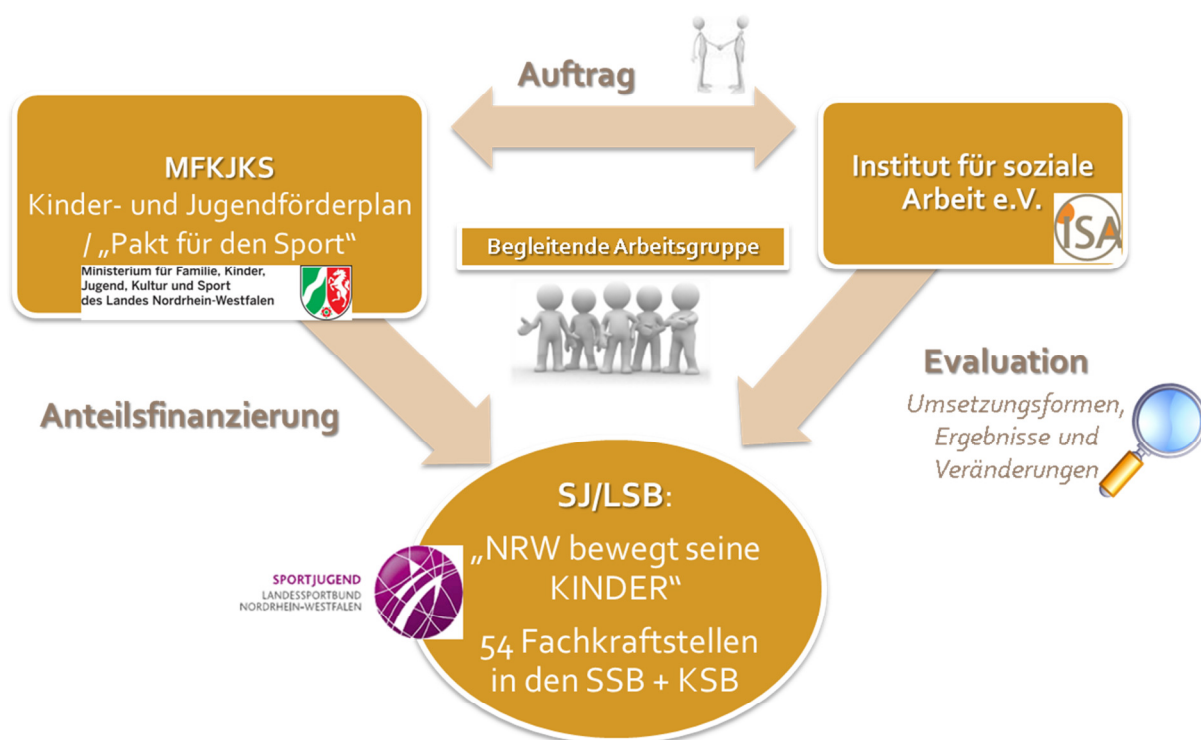 Auftrag
MFKJKS
Kinder- und Jugendförderplan
/ „Pakt für den Sport“
Ministerium für Familie, Kinder,
Jugend, Kultur und Sport
des Landes Nordrhein-Westfalen
Institut für soziale
Arbeit e.V.
ISA
Begleitende Arbeitsgruppe
Anteilsfinanzierung
Evaluation
Umsetzungsformen,
Ergebnisse und
Veränderungen
SJ/LSB:
„NRW bewegt seine
KINDER“
54 Fachkraftstellen
in den SSB + KSB
SPORTJUGEND
LANDESSPORTBUND
NORDRHEIN-WESTFALEN